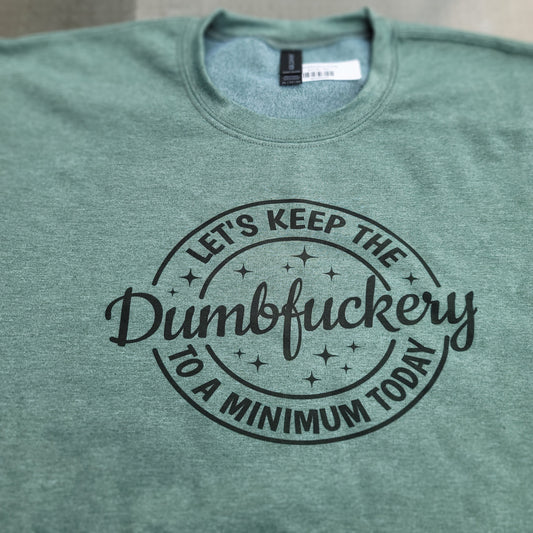 LET'S KEEP THE
Dumbfuckery
TO A MINIMUM TODAY